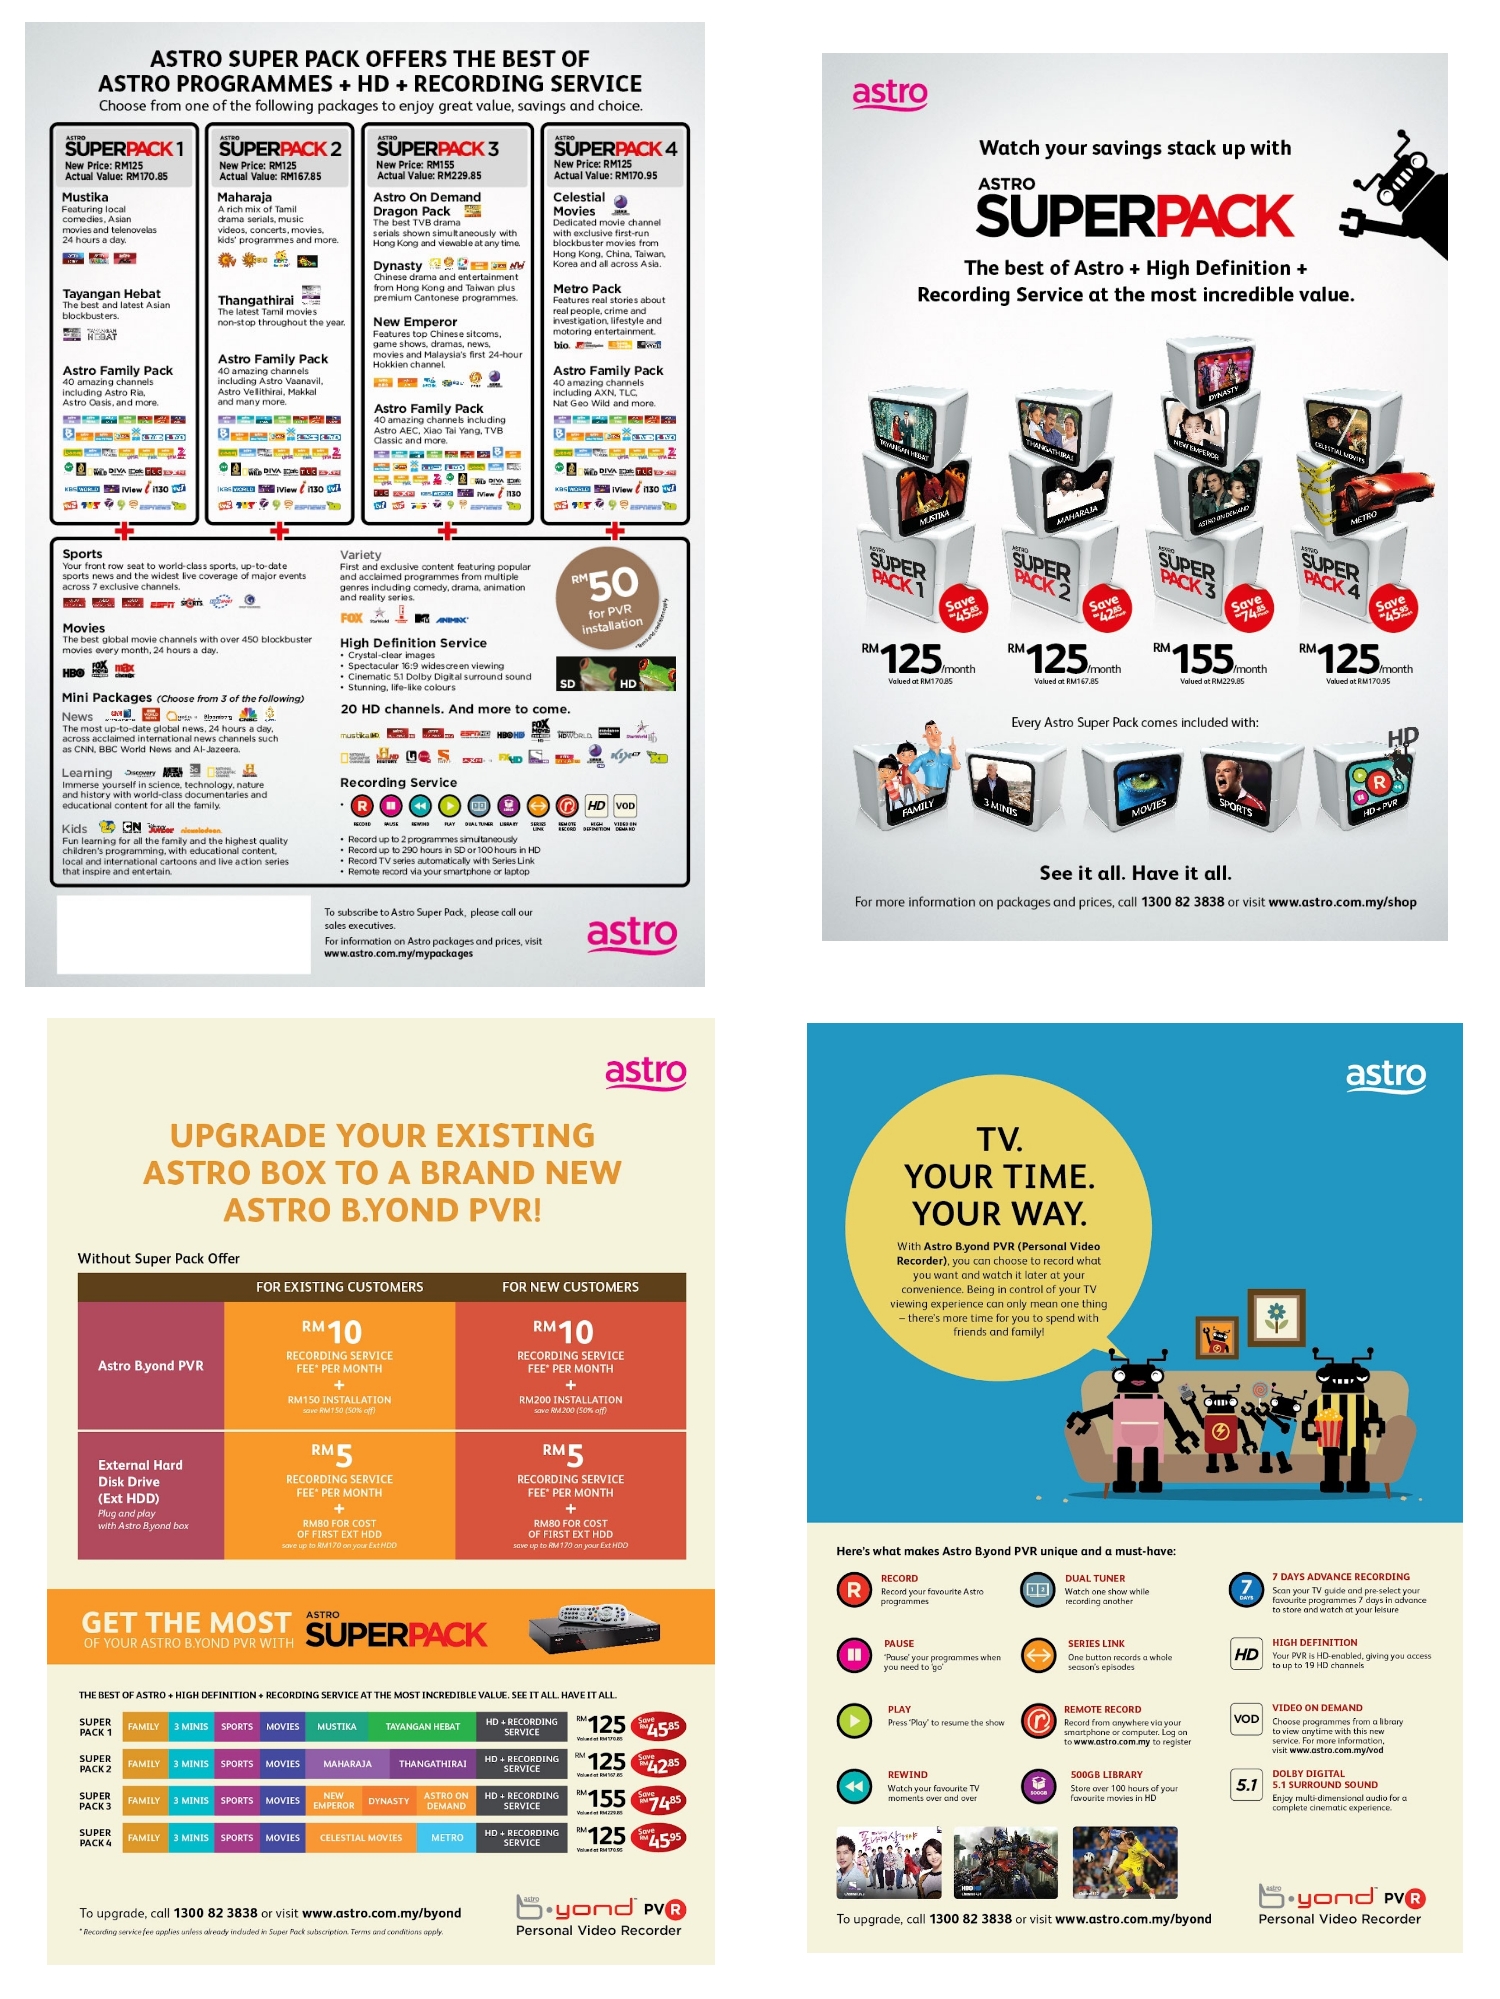 ASTRO SUPER PACK OFFERS THE BEST OF
ASTRO PROGRAMMES + HD + RECORDING SERVICE
Choose from one of the following packages to enjoy great value, savings and choice.
ASTRO
SUPERPACK 1
New Price: RM125
Actual Value: RM170.85
Mustika
Featuring local
comedies, Asian
movies and telenovelas
24 hours a day.
Tayangan Hebat
The best and latest Asian
blockbusters.
TAYANGAN
HEBAT
Astro Family Pack
40 amazing channels
including Astro Ria,
Astro Oasis, and more.
ASTRO
SUPERPACK 2
New Price: RM125
Actual Value: RM167.85
Maharaja
A rich mix of Tamil
drama serials, music
videos, concerts, movies,
kids' programmes and more.
Thangathirai
The latest Tamil movies
non-stop throughout the year.
Astro Family Pack
40 amazing channels
including Astro Vaanavil,
Astro Vellithirai, Makkal
and many more.
ASTRO
SUPERPACK 3
New Price: RM155
Actual Value: RM229.85
Astro On Demand
Dragon Pack
The best TVB drama
serials shown simultaneously with
Hong Kong and viewable at any time.
Dynasty
Chinese drama and entertainment
from Hong Kong and Taiwan plus
premium Cantonese programmes.
New Emperor
Features top Chinese sitcoms,
game shows, dramas, news,
movies and Malaysia's first 24-hour
Hokkien channel.
Astro Family Pack
40 amazing channels including
Astro AEC, Xiao Tai Yang, TVB
Classic and more.
ASTRO
SUPERPACK 4
New Price: RM125
Actual Value: RM170.95
Celestial
Movies
Dedicated movie channel
with exclusive first-run
blockbuster movies from
Hong Kong, China, Taiwan,
Korea and all across Asia.
Metro Pack
Features real stories about
real people, crime and
investigation, lifestyle and
motoring entertainment.
bio.
Astro Family Pack
40 amazing channels
including AXN, TLC,
Nat Geo Wild and more.
+ + + +
Sports
Your front row seat to world-class sports, up-to-date
sports news and the widest live coverage of major events
across 7 exclusive channels.
Movies
The best global movie channels with over 450 blockbuster
movies every month, 24 hours a day.
HBO FOX max
Mini Packages (Choose from 3 of the following)
News
The most up-to-date global news, 24 hours a day,
across acclaimed international news channels such
as CNN, BBC World News and Al-Jazeera.
Learning
Immerse yourself in science, technology, nature
and history with world-class documentaries and
educational content for all the family.
Kids
Fun learning for all the family and the highest quality
children's programming, with educational content,
local and international cartoons and live action series
that inspire and entertain.
Variety
First and exclusive content featuring popular
and acclaimed programmes from multiple
genres including comedy, drama, animation
and reality series.
FOX ANIMAX
High Definition Service
• Crystal-clear images
• Spectacular 16:9 widescreen viewing
• Cinematic 5.1 Dolby Digital surround sound
• Stunning, life-like colours
RM50
for PVR
installation
SD HD
20 HD channels. And more to come.
Recording Service
RECORD PAUSE REWIND PLAY DUAL TUNER LIBRARY SERIES LINK REMOTE RECORD HIGH DEFINITION VIDEO ON DEMAND
• Record up to 2 programmes simultaneously
• Record up to 290 hours in SD or 100 hours in HD
• Record TV series automatically with Series Link
• Remote record via your smartphone or laptop
To subscribe to Astro Super Pack, please call our
sales executives.
For information on Astro packages and prices, visit
www.astro.com.my/mypackages
astro
astro
Watch your savings stack up with
ASTRO
SUPERPACK
The best of Astro + High Definition +
Recording Service at the most incredible value.
DYNASTY
TAYANGAN HEBAT THANGATHIRAI NEW EMPEROR CELESTIAL MOVIES
MUSTIKA MAHARAJA ASTRO ON DEMAND METRO
ASTRO SUPER PACK 1 ASTRO SUPER PACK 2 ASTRO SUPER PACK 3 ASTRO SUPER PACK 4
Save RM45.85 Save RM42.85 Save RM74.85 Save RM45.95
RM125/month RM125/month RM155/month RM125/month
Valued at RM170.85 Valued at RM167.85 Valued at RM229.85 Valued at RM170.95
Every Astro Super Pack comes included with:
HD
FAMILY 3 MINIS MOVIES SPORTS HD + PVR
See it all. Have it all.
For more information on packages and prices, call 1300 82 3838 or visit www.astro.com.my/shop
astro
UPGRADE YOUR EXISTING
ASTRO BOX TO A BRAND NEW
ASTRO B.YOND PVR!
Without Super Pack Offer
FOR EXISTING CUSTOMERS FOR NEW CUSTOMERS
Astro B.yond PVR
RM10
RECORDING SERVICE
FEE* PER MONTH
+
RM150 INSTALLATION
save RM150 (50% off)
RM10
RECORDING SERVICE
FEE* PER MONTH
+
RM200 INSTALLATION
save RM200 (50% off)
External Hard
Disk Drive
(Ext HDD)
Plug and play
with Astro B.yond box
RM5
RECORDING SERVICE
FEE* PER MONTH
+
RM80 FOR COST
OF FIRST EXT HDD
save up to RM170 on your Ext HDD
RM5
RECORDING SERVICE
FEE* PER MONTH
+
RM80 FOR COST
OF FIRST EXT HDD
save up to RM170 on your Ext HDD
GET THE MOST
OF YOUR ASTRO B.YOND PVR WITH
ASTRO
SUPERPACK
THE BEST OF ASTRO + HIGH DEFINITION + RECORDING SERVICE AT THE MOST INCREDIBLE VALUE. SEE IT ALL. HAVE IT ALL.
SUPER PACK 1 FAMILY 3 MINIS SPORTS MOVIES MUSTIKA TAYANGAN HEBAT HD + RECORDING SERVICE RM125 Valued at RM170.85 Save RM45.85
SUPER PACK 2 FAMILY 3 MINIS SPORTS MOVIES MAHARAJA THANGATHIRAI HD + RECORDING SERVICE RM125 Valued at RM167.85 Save RM42.85
SUPER PACK 3 FAMILY 3 MINIS SPORTS MOVIES NEW EMPEROR DYNASTY ASTRO ON DEMAND HD + RECORDING SERVICE RM155 Valued at RM229.85 Save RM74.85
SUPER PACK 4 FAMILY 3 MINIS SPORTS MOVIES CELESTIAL MOVIES METRO HD + RECORDING SERVICE RM125 Valued at RM170.95 Save RM45.95
To upgrade, call 1300 82 3838 or visit www.astro.com.my/byond
* Recording service fee applies unless already included in Super Pack subscription. Terms and conditions apply.
astro
b.yond™ PVR
Personal Video Recorder
astro
TV.
YOUR TIME.
YOUR WAY.
With Astro B.yond PVR (Personal Video
Recorder), you can choose to record what
you want and watch it later at your
convenience. Being in control of your TV
viewing experience can only mean one thing
– there's more time for you to spend with
friends and family!
Here's what makes Astro B.yond PVR unique and a must-have:
R
RECORD
Record your favourite Astro
programmes
PAUSE
'Pause' your programmes when
you need to 'go'
PLAY
Press 'Play' to resume the show
REWIND
Watch your favourite TV
moments over and over
DUAL TUNER
Watch one show while
recording another
SERIES LINK
One button records a whole
season's episodes
REMOTE RECORD
Record from anywhere via your
smartphone or computer. Log on
to www.astro.com.my to register
500GB
500GB LIBRARY
Store over 100 hours of your
favourite movies in HD
7 DAYS
7 DAYS ADVANCE RECORDING
Scan your TV guide and pre-select your
favourite programmes 7 days in advance
to store and watch at your leisure
HD
HIGH DEFINITION
Your PVR is HD-enabled, giving you access
to up to 19 HD channels
VOD
VIDEO ON DEMAND
Choose programmes from a library
to view anytime with this new
service. For more information,
visit www.astro.com.my/vod
5.1
DOLBY DIGITAL
5.1 SURROUND SOUND
Enjoy multi-dimensional audio for a
complete cinematic experience.
To upgrade, call 1300 82 3838 or visit www.astro.com.my/byond
astro
b.yond™ PVR
Personal Video Recorder